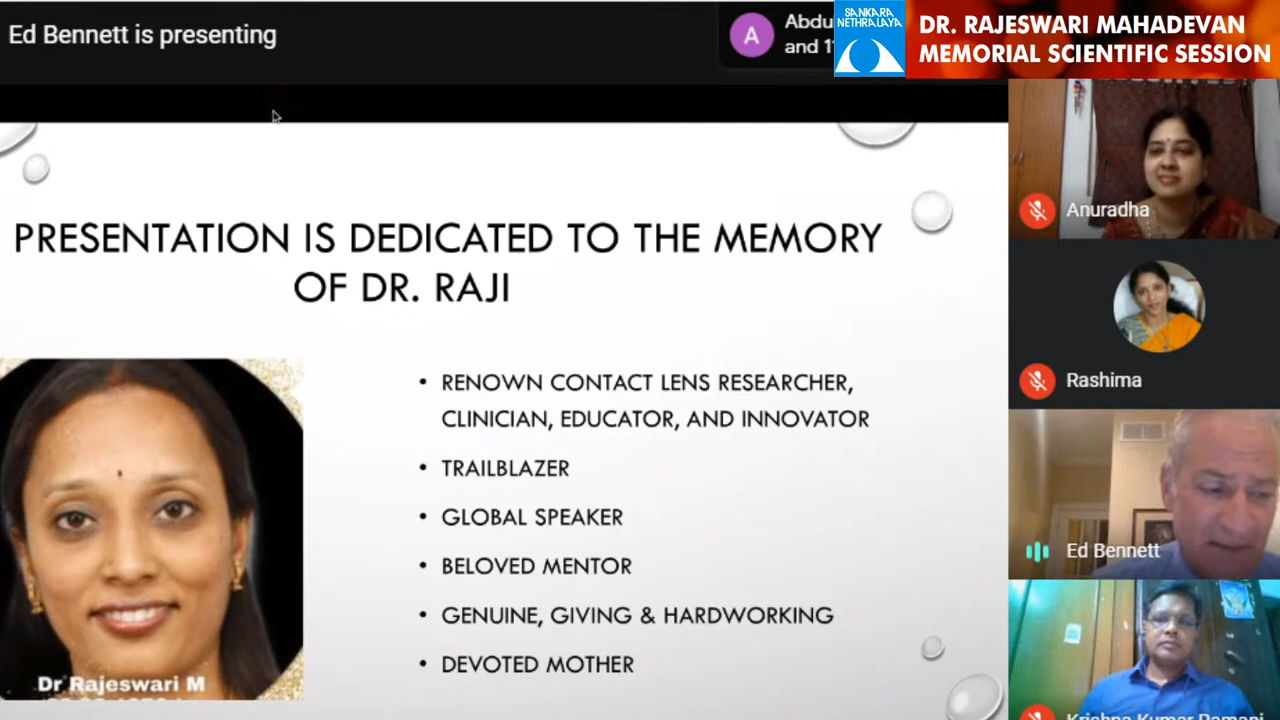 Ed Bennett is presenting
A
Abdu
and 1
SANKARA
NETHRALAYA
DR. RAJESWARI MAHADEVAN
MEMORIAL SCIENTIFIC SESSION
PRESENTATION IS DEDICATED TO THE MEMORY
OF DR. RAJI
• RENOWN CONTACT LENS RESEARCHER,
CLINICIAN, EDUCATOR, AND INNOVATOR
• TRAILBLAZER
• GLOBAL SPEAKER
• BELOVED MENTOR
• GENUINE, GIVING & HARDWORKING
• DEVOTED MOTHER
Dr Rajeswari M
Anuradha
Rashima
Ed Bennett
Krishna Kumar Ramani